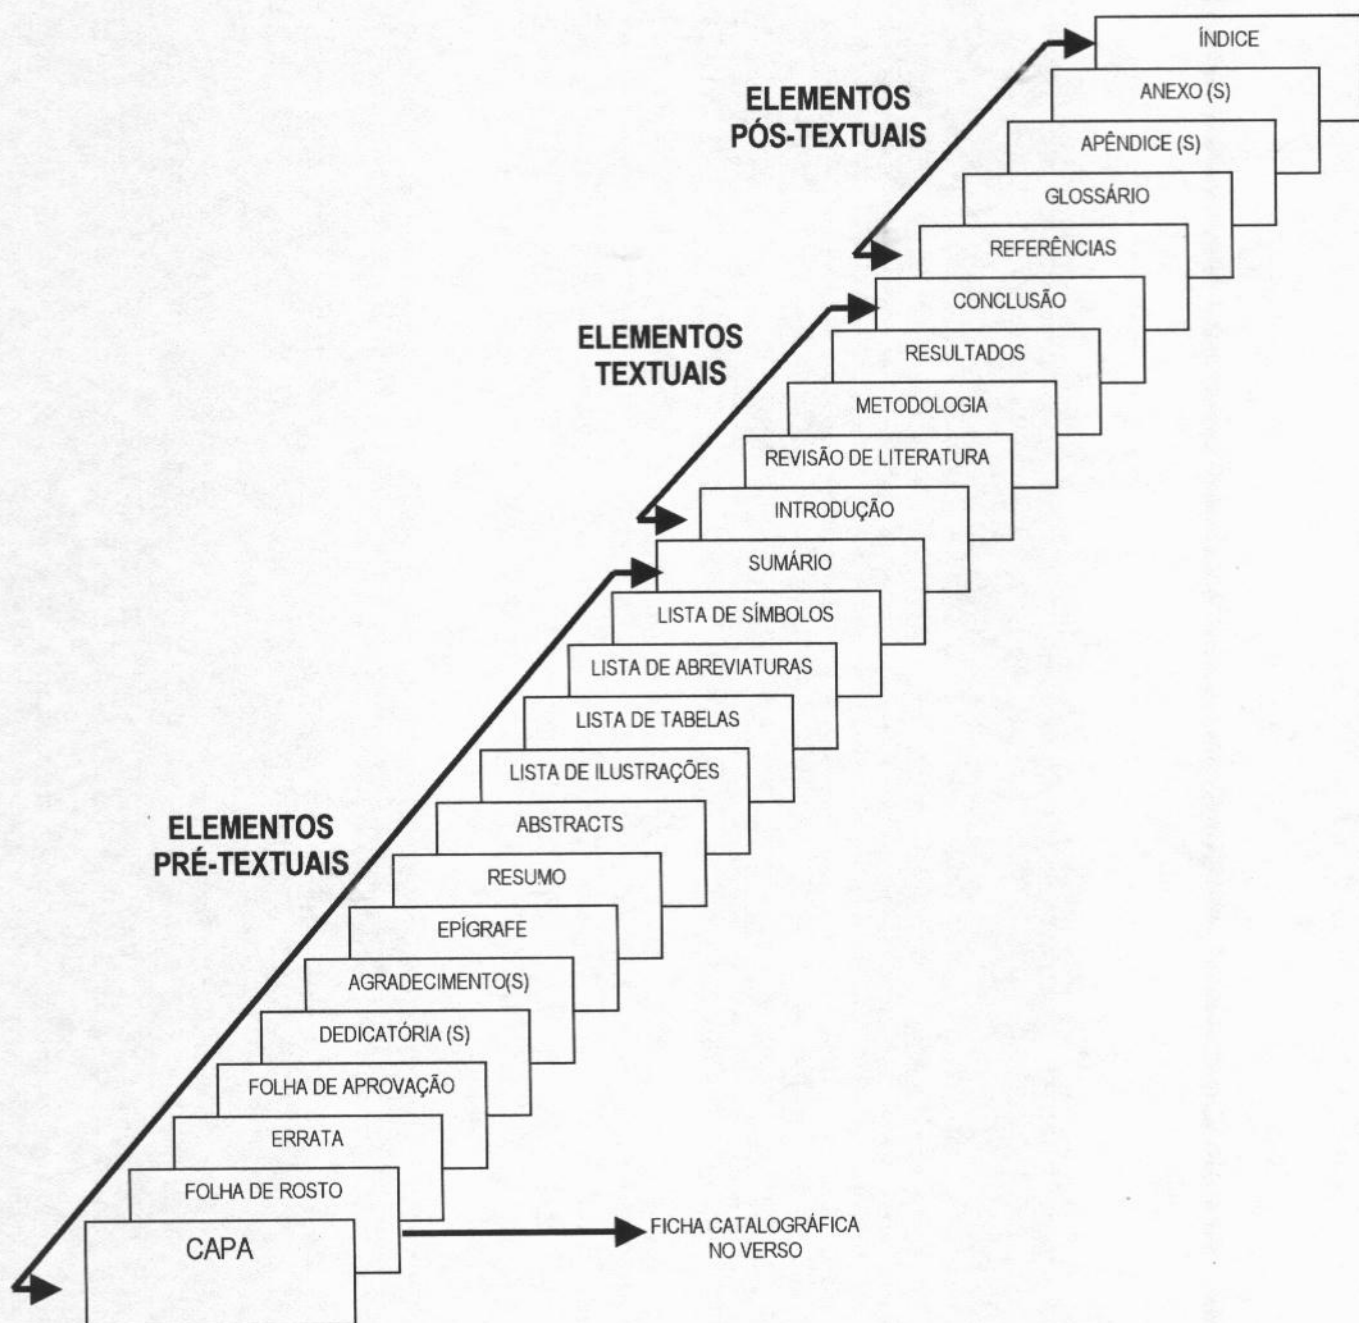 ÍNDICE
ANEXO (S)
APÊNDICE (S)
GLOSSÁRIO
REFERÊNCIAS
ELEMENTOS
PÓS-TEXTUAIS
CONCLUSÃO
RESULTADOS
METODOLOGIA
REVISÃO DE LITERATURA
INTRODUÇÃO
ELEMENTOS
TEXTUAIS
SUMÁRIO
LISTA DE SÍMBOLOS
LISTA DE ABREVIATURAS
LISTA DE TABELAS
LISTA DE ILUSTRAÇÕES
ABSTRACTS
RESUMO
EPÍGRAFE
AGRADECIMENTO(S)
DEDICATÓRIA (S)
FOLHA DE APROVAÇÃO
ERRATA
FOLHA DE ROSTO
CAPA
ELEMENTOS
PRÉ-TEXTUAIS
FICHA CATALOGRÁFICA
NO VERSO